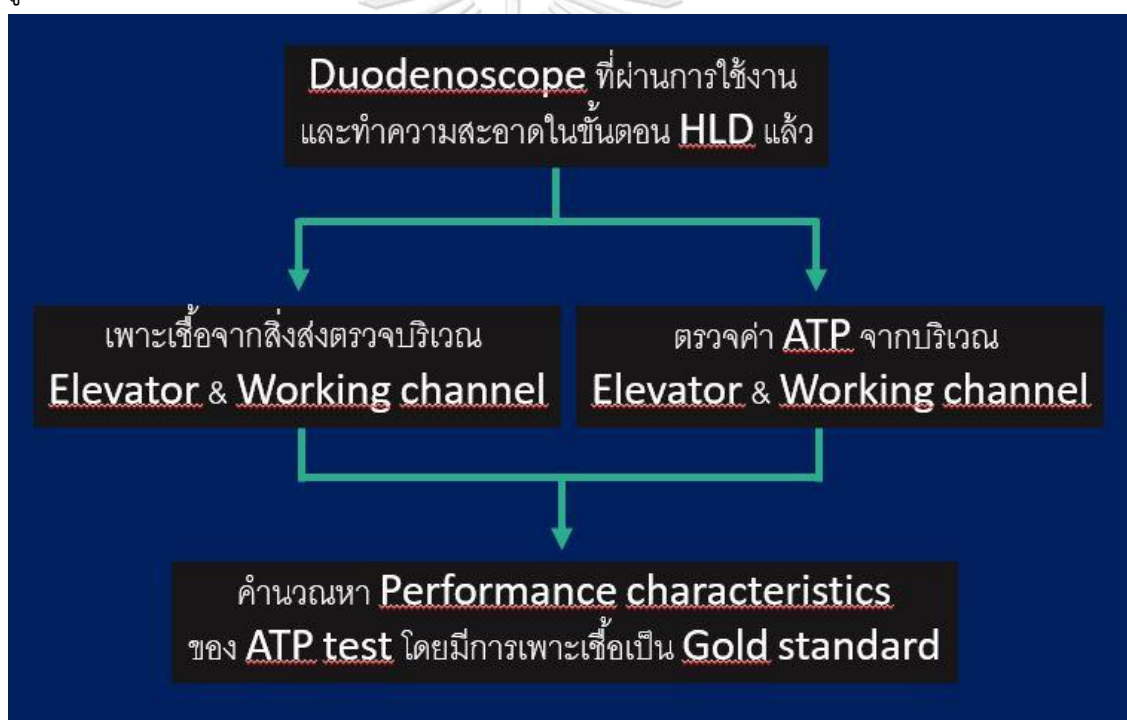 Duodenoscope ที่ผ่านการใช้งาน
และทำความสะอาดในขั้นตอน HLD แล้ว
เพาะเชื้อจากสิ่งส่งตรวจบริเวณ
Elevator & Working channel
ตรวจค่า ATP จากบริเวณ
Elevator & Working channel
คำนวณหา Performance characteristics
ของ ATP test โดยมีการเพาะเชื้อเป็น Gold standard